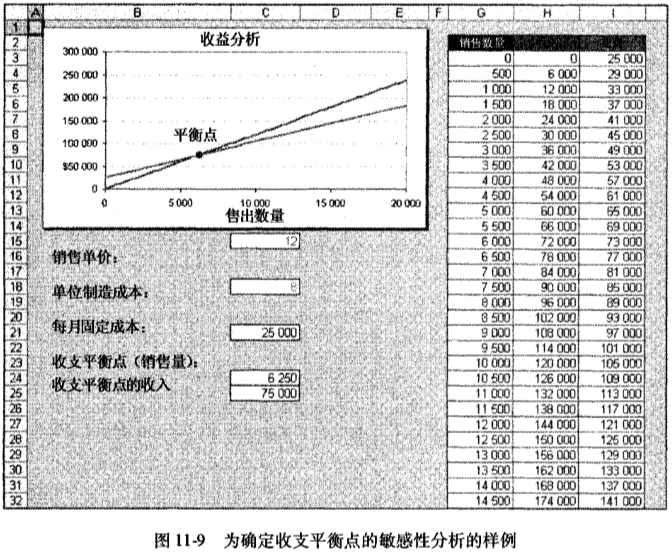 A B C D E F G H I
1
2 销售数量
3 0 0 25 000
4 500 6 000 29 000
5 1 000 12 000 33 000
6 1 500 18 000 37 000
7 2 000 24 000 41 000
8 2 500 30 000 45 000
9 3 000 36 000 49 000
10 3 500 42 000 53 000
11 4 000 48 000 57 000
12 4 500 54 000 61 000
13 5 000 60 000 65 000
14 5 500 66 000 69 000
15 6 000 72 000 73 000
16 6 500 78 000 77 000
17 7 000 84 000 81 000
18 7 500 90 000 85 000
19 8 000 96 000 89 000
20 8 500 102 000 93 000
21 9 000 108 000 97 000
22 9 500 114 000 101 000
23 10 000 120 000 105 000
24 10 500 126 000 109 000
25 11 000 132 000 113 000
26 11 500 138 000 117 000
27 12 000 144 000 121 000
28 12 500 150 000 125 000
29 13 000 156 000 129 000
30 13 500 162 000 133 000
31 14 000 168 000 137 000
32 14 500 174 000 141 000
收益分析
300 000
250 000
200 000
150 000
100 000
$50 000
0
平衡点
0 5 000 10 000 15 000 20 000
售出数量
销售单价: 12
单位制造成本: 8
每月固定成本: 25 000
收支平衡点（销售量）: 6 250
收支平衡点的收入 75 000
图 11-9 为确定收支平衡点的敏感性分析的样例